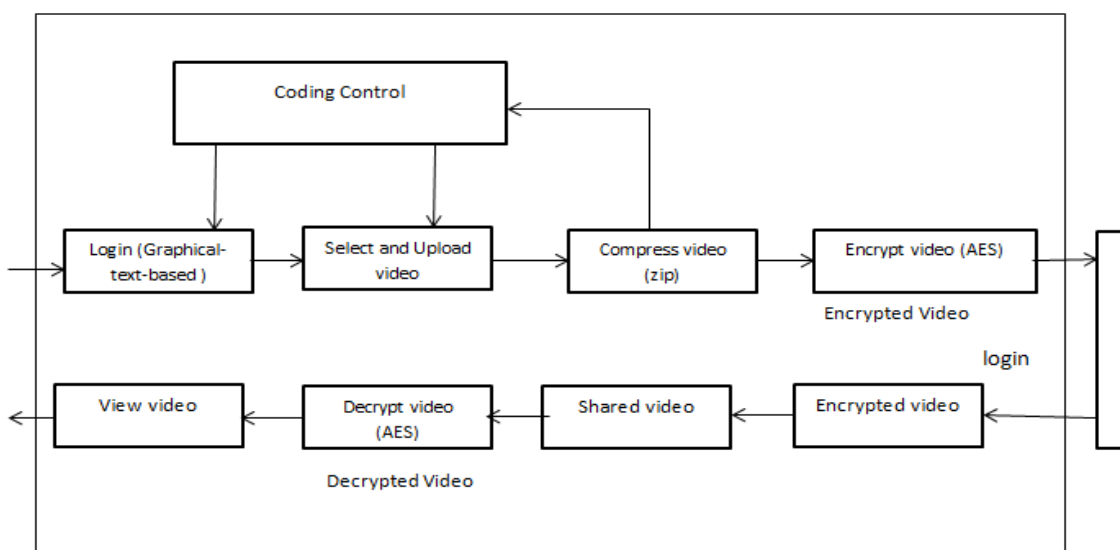 Coding Control
Login (Graphical-
text-based )
Select and Upload
video
Compress video
(zip)
Encrypt video (AES)
Encrypted Video
login
View video
Decrypt video
(AES)
Shared video
Encrypted video
Decrypted Video